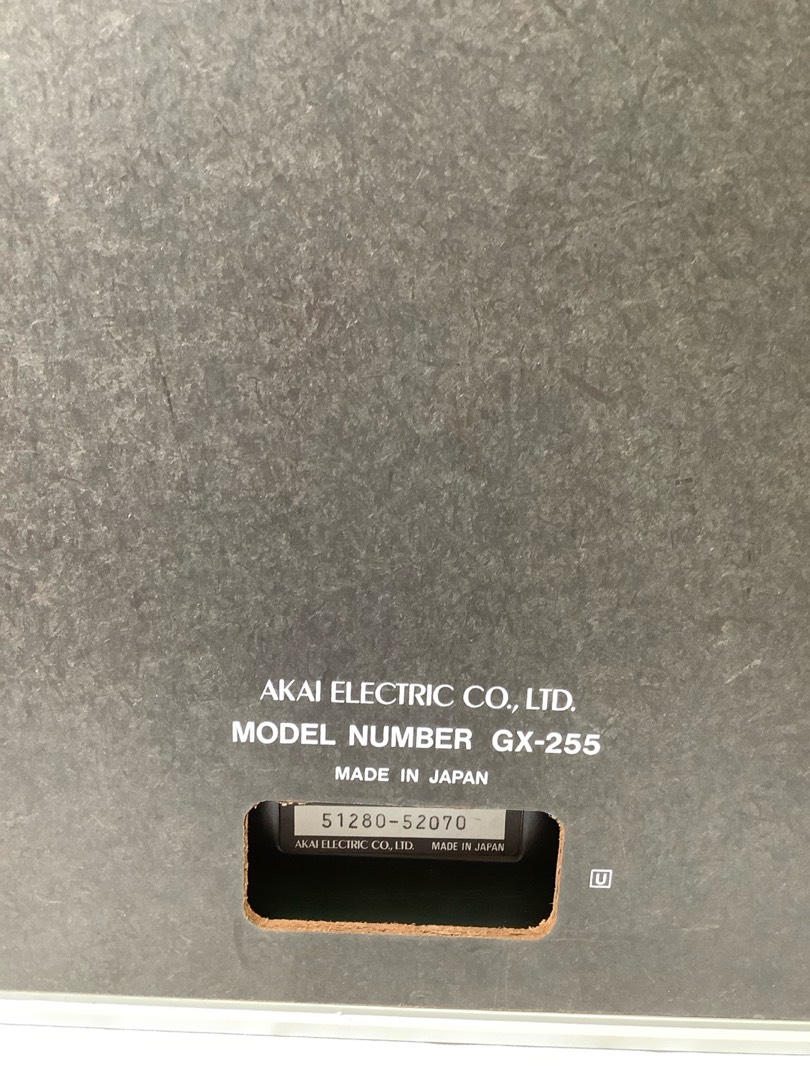 AKAI ELECTRIC CO., LTD.
MODEL NUMBER GX-255
MADE IN JAPAN
51280-52070
AKAI ELECTRIC CO., LTD. MADE IN JAPAN
U